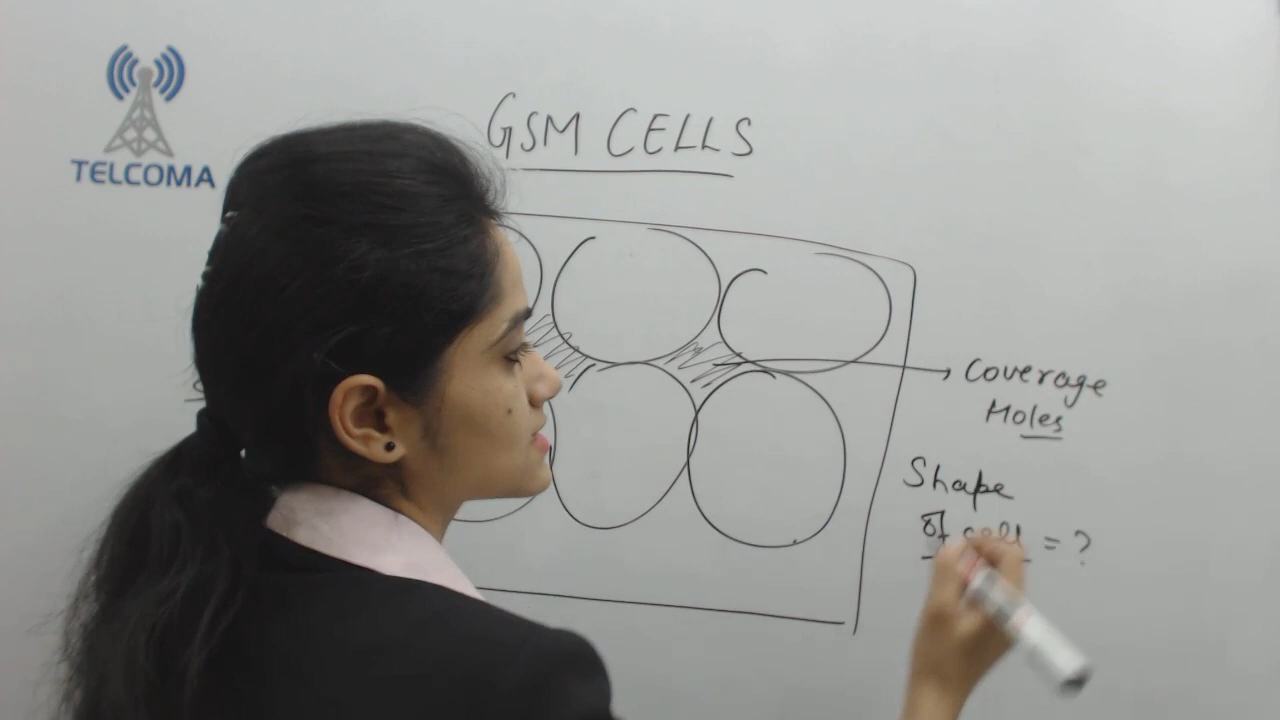 TELCOMA
GSM CELLS
Coverage
Holes
Shape
of cell = ?